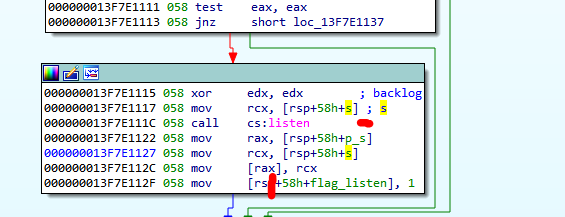 000000013F7E1111 058 test eax, eax
000000013F7E1113 058 jnz short loc_13F7E1137
000000013F7E1115 058 xor edx, edx ; backlog
000000013F7E1117 058 mov rcx, [rsp+58h+s] ; s
000000013F7E111C 058 call cs:listen
000000013F7E1122 058 mov rax, [rsp+58h+p_s]
000000013F7E1127 058 mov rcx, [rsp+58h+s]
000000013F7E112C 058 mov [rax], rcx
000000013F7E112F 058 mov [rsp+58h+flag_listen], 1